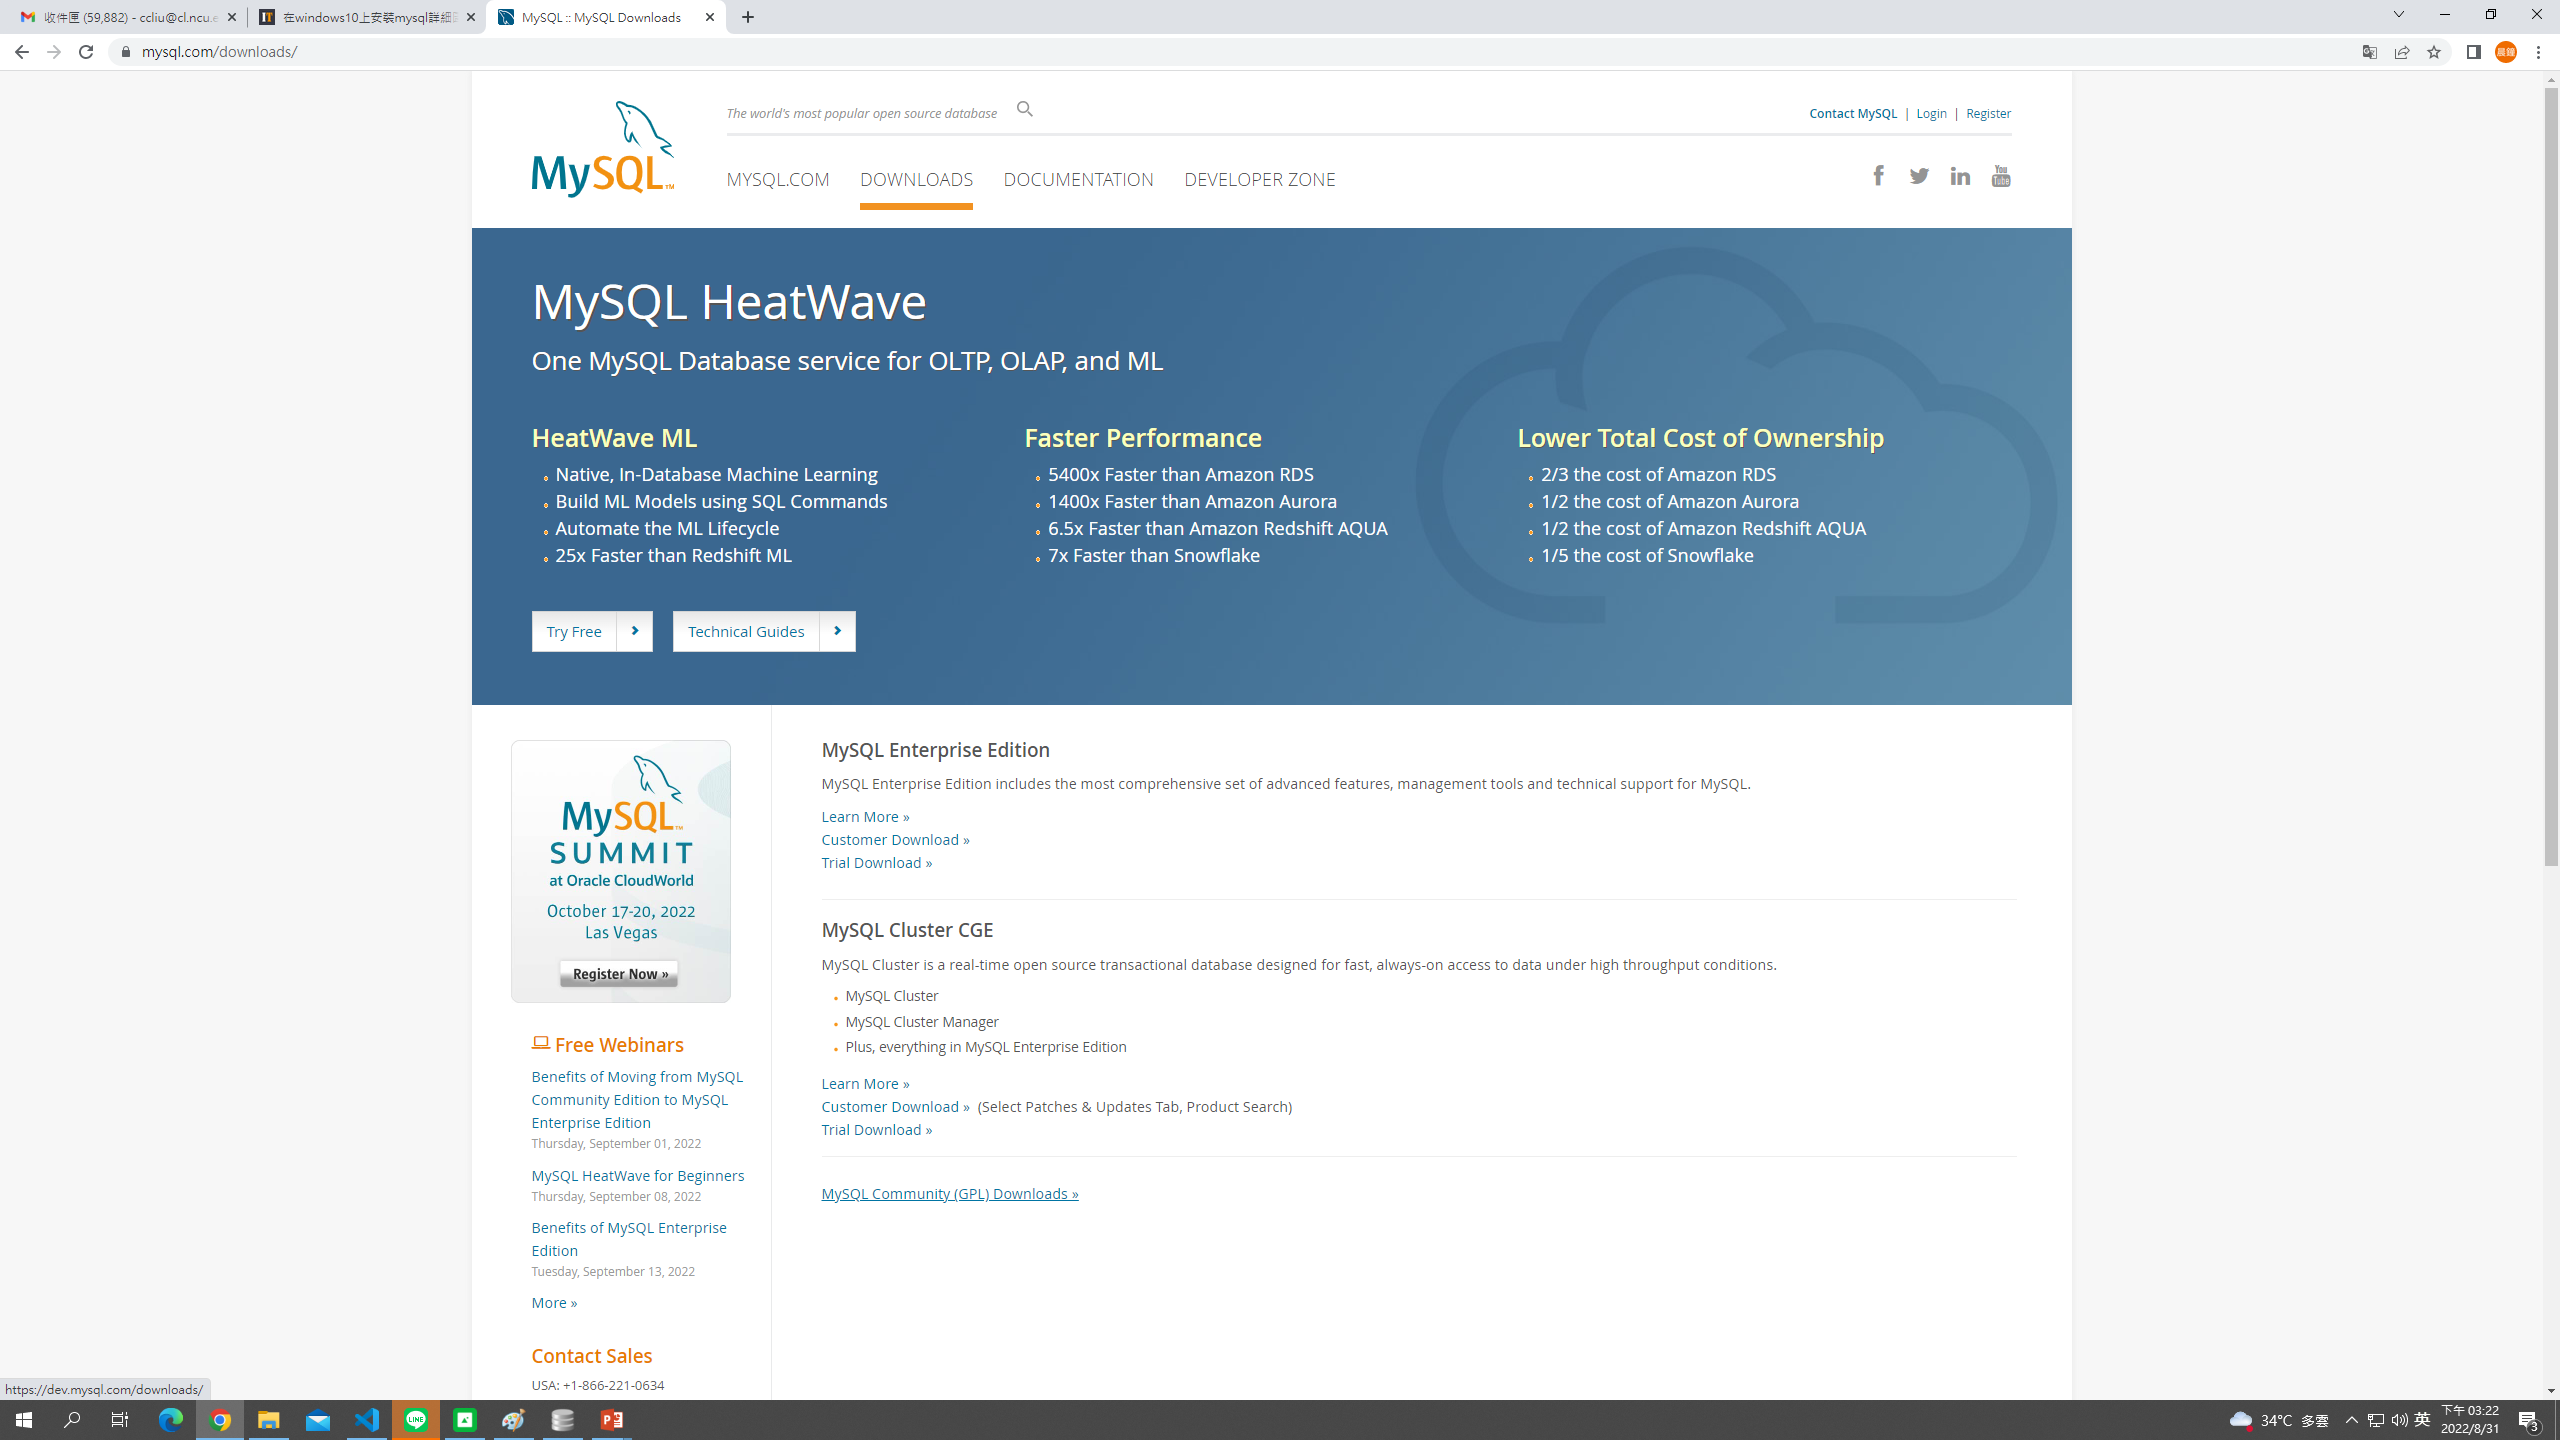 收件匣 (59,882) - ccliu@cl.ncu.e
在windows10上安裝mysql詳細
MySQL :: MySQL Downloads
mysql.com/downloads/
The world's most popular open source database
Contact MySQL | Login | Register
MySQL™
MYSQL.COM
DOWNLOADS
DOCUMENTATION
DEVELOPER ZONE
You Tube
MySQL HeatWave
One MySQL Database service for OLTP, OLAP, and ML
HeatWave ML
Native, In-Database Machine Learning
Build ML Models using SQL Commands
Automate the ML Lifecycle
25x Faster than Redshift ML
Faster Performance
5400x Faster than Amazon RDS
1400x Faster than Amazon Aurora
6.5x Faster than Amazon Redshift AQUA
7x Faster than Snowflake
Lower Total Cost of Ownership
2/3 the cost of Amazon RDS
1/2 the cost of Amazon Aurora
1/2 the cost of Amazon Redshift AQUA
1/5 the cost of Snowflake
Try Free
Technical Guides
MySQL™
SUMMIT
at Oracle CloudWorld
October 17-20, 2022
Las Vegas
Register Now »
Free Webinars
Benefits of Moving from MySQL
Community Edition to MySQL
Enterprise Edition
Thursday, September 01, 2022
MySQL HeatWave for Beginners
Thursday, September 08, 2022
Benefits of MySQL Enterprise
Edition
Tuesday, September 13, 2022
More »
Contact Sales
USA: +1-866-221-0634
MySQL Enterprise Edition
MySQL Enterprise Edition includes the most comprehensive set of advanced features, management tools and technical support for MySQL.
Learn More »
Customer Download »
Trial Download »
MySQL Cluster CGE
MySQL Cluster is a real-time open source transactional database designed for fast, always-on access to data under high throughput conditions.
MySQL Cluster
MySQL Cluster Manager
Plus, everything in MySQL Enterprise Edition
Learn More »
Customer Download » (Select Patches & Updates Tab, Product Search)
Trial Download »
MySQL Community (GPL) Downloads »
https://dev.mysql.com/downloads/
LINE
34°C 多雲
英
下午 03:22
2022/8/31
3